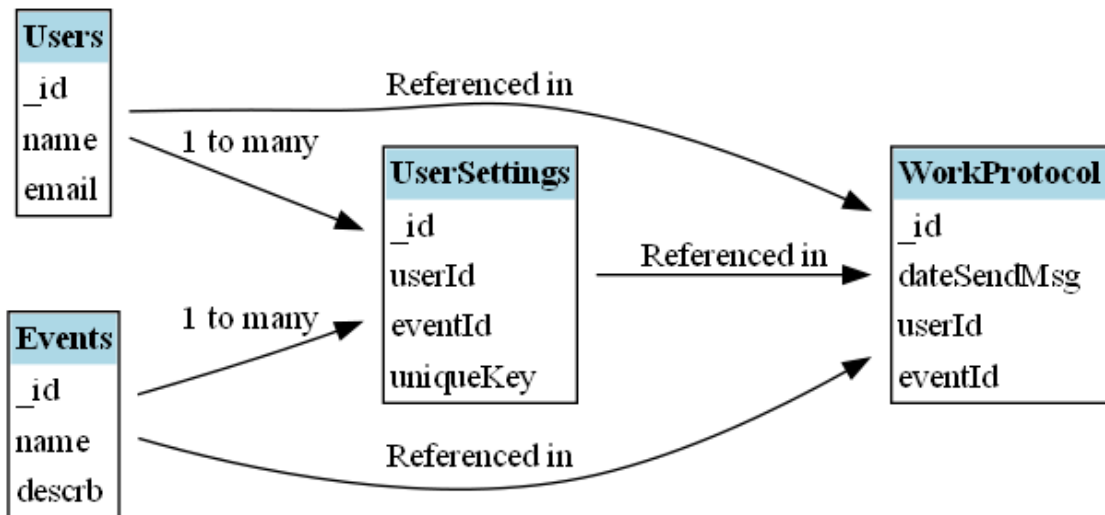 Users
_id
name
email
Referenced in
1 to many
UserSettings
_id
userId
eventId
uniqueKey
WorkProtocol
_id
dateSendMsg
userId
eventId
Referenced in
1 to many
Events
_id
name
descrb
Referenced in